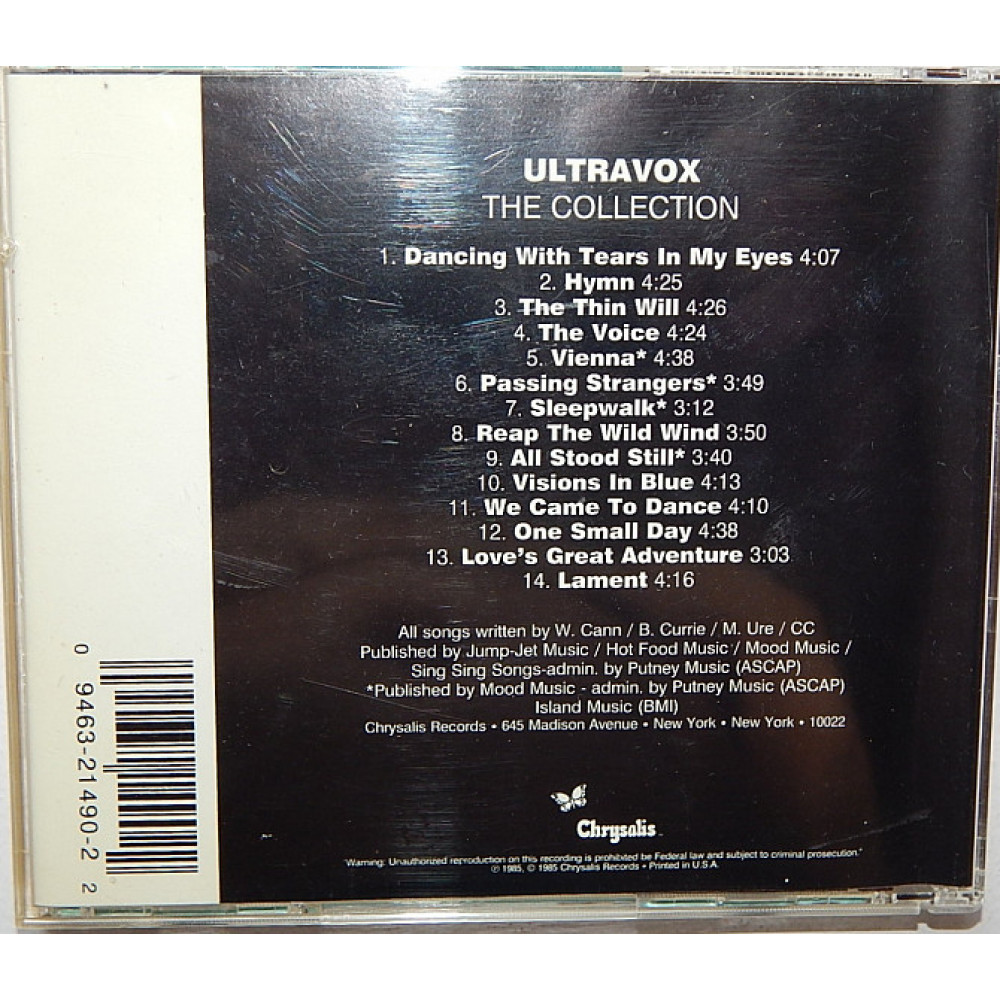 ULTRAVOX
THE COLLECTION
1. Dancing With Tears In My Eyes 4:07
2. Hymn 4:25
3. The Thin Will 4:26
4. The Voice 4:24
5. Vienna* 4:38
6. Passing Strangers* 3:49
7. Sleepwalk* 3:12
8. Reap The Wild Wind 3:50
9. All Stood Still* 3:40
10. Visions In Blue 4:13
11. We Came To Dance 4:10
12. One Small Day 4:38
13. Love's Great Adventure 3:03
14. Lament 4:16
All songs written by W. Cann / B. Currie / M. Ure / CC
Published by Jump-Jet Music / Hot Food Music / Mood Music /
Sing Sing Songs-admin. by Putney Music (ASCAP)
*Published by Mood Music - admin. by Putney Music (ASCAP)
Island Music (BMI)
Chrysalis Records • 645 Madison Avenue • New York • New York • 10022
Chrysalis
"Warning: Unauthorized reproduction on this recording is prohibited be Federal law and subject to criminal prosecution."
℗ 1985, © 1985 Chrysalis Records • Printed in U.S.A.
0 9463-21490-2 2